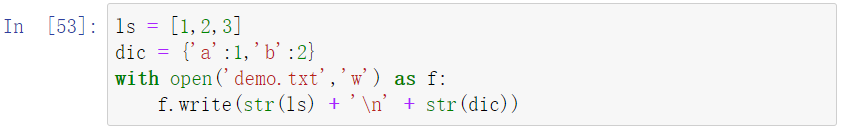 In [53]: ls = [1,2,3]
dic = {'a':1,'b':2}
with open('demo.txt','w') as f:
    f.write(str(ls) + '\n' + str(dic))